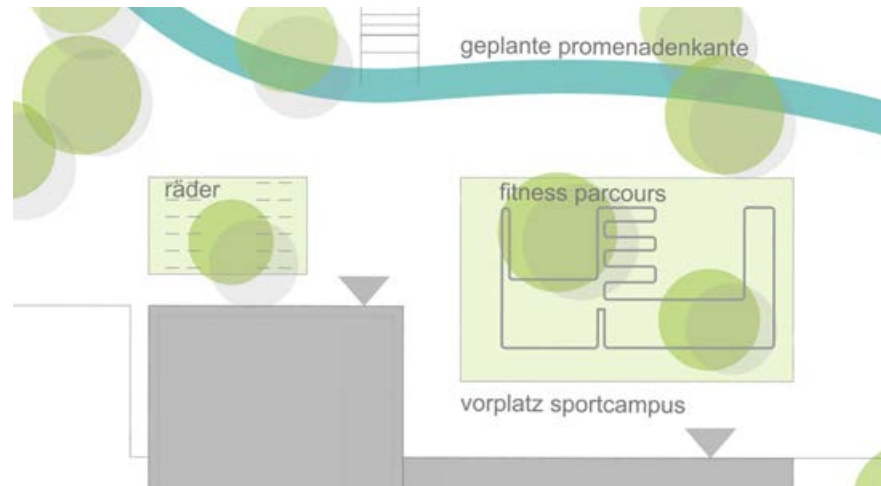 geplante promenadenkante
räder
fitness parcours
vorplatz sportcampus